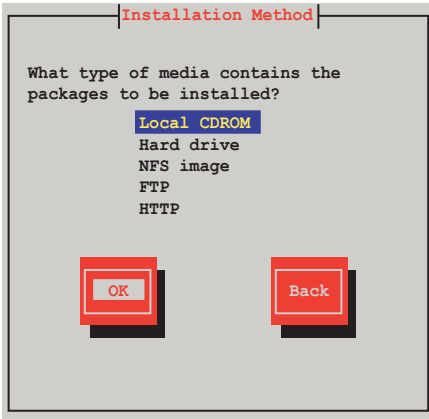 Installation Method
What type of media contains the
packages to be installed?
Local CDROM
Hard drive
NFS image
FTP
HTTP
OK
Back